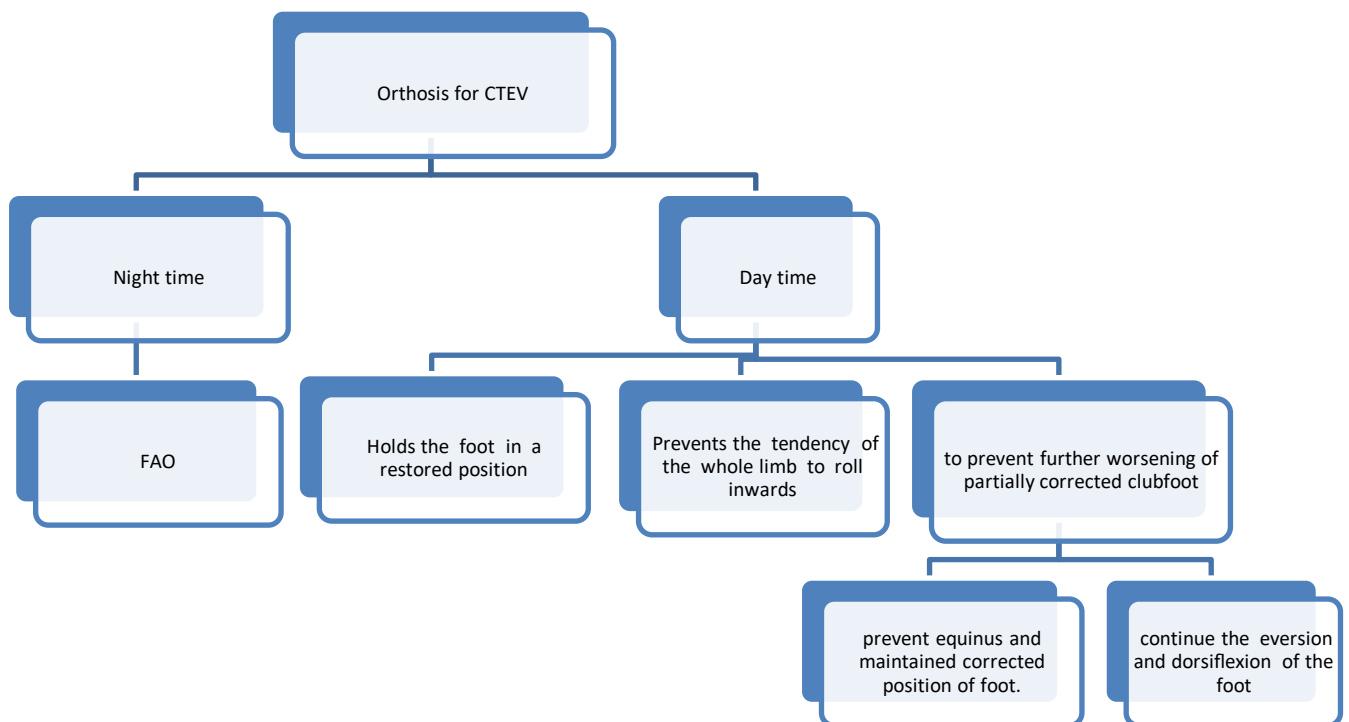 Orthosis for CTEV
Night time
Day time
FAO
Holds the foot in a
restored position
Prevents the tendency of
the whole limb to roll
inwards
to prevent further worsening of
partially corrected clubfoot
prevent equinus and
maintained corrected
position of foot.
continue the eversion
and dorsiflexion of the
foot